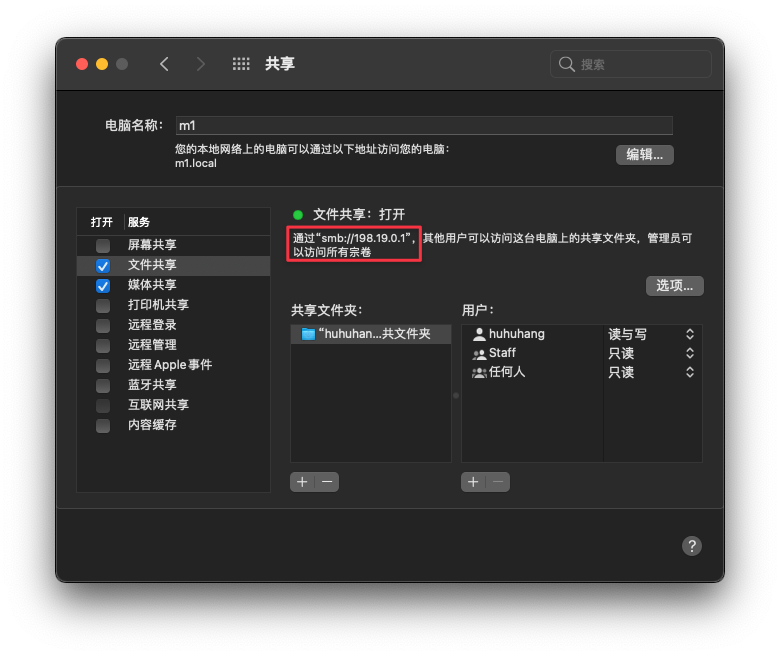 共享
搜索
电脑名称：
m1
您的本地网络上的电脑可以通过以下地址访问您的电脑：
m1.local
编辑...
打开
服务
屏幕共享
文件共享
媒体共享
打印机共享
远程登录
远程管理
远程 Apple 事件
蓝牙共享
互联网共享
内容缓存
文件共享：打开
通过“smb://198.19.0.1”，其他用户可以访问这台电脑上的共享文件夹，管理员可
以访问所有宗卷
选项...
共享文件夹：
“huhuhan...共文件夹
用户：
huhuhang 读与写
Staff 只读
任何人 只读
?